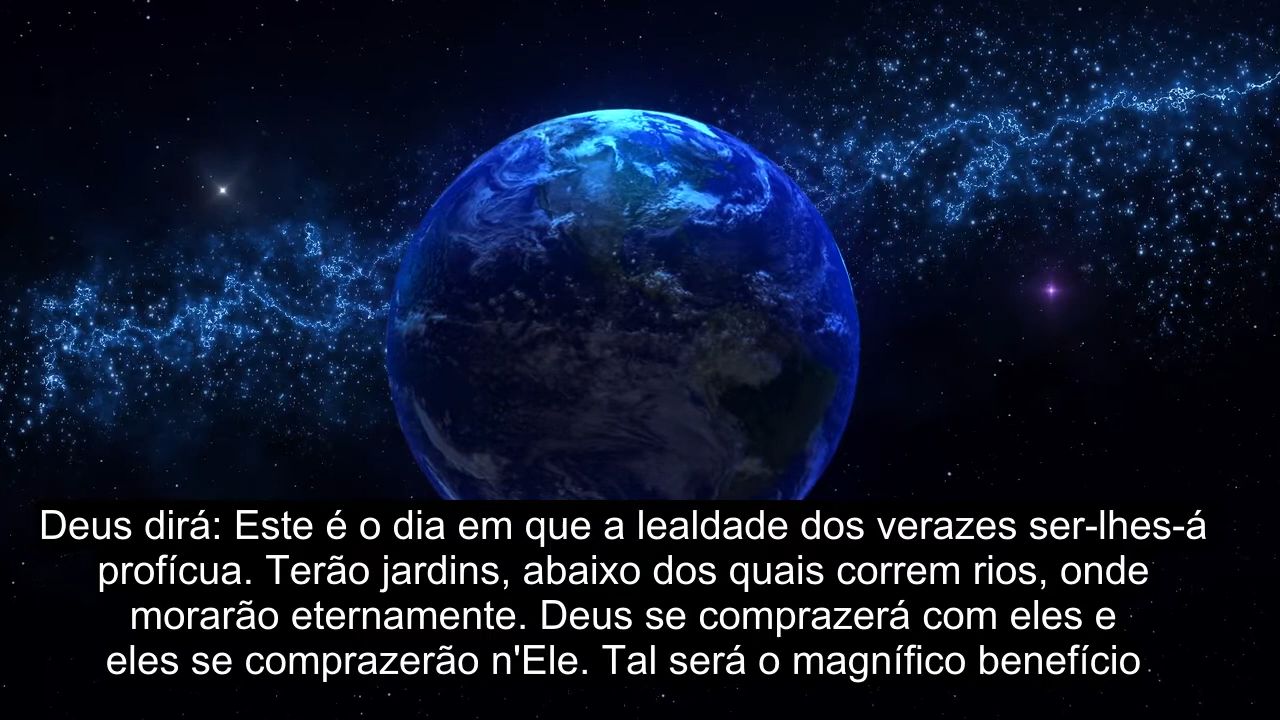 Deus dirá: Este é o dia em que a lealdade dos verazes ser-lhes-á
profícua. Terão jardins, abaixo dos quais correm rios, onde
morarão eternamente. Deus se comprazerá com eles e
eles se comprazerão n'Ele. Tal será o magnífico benefício